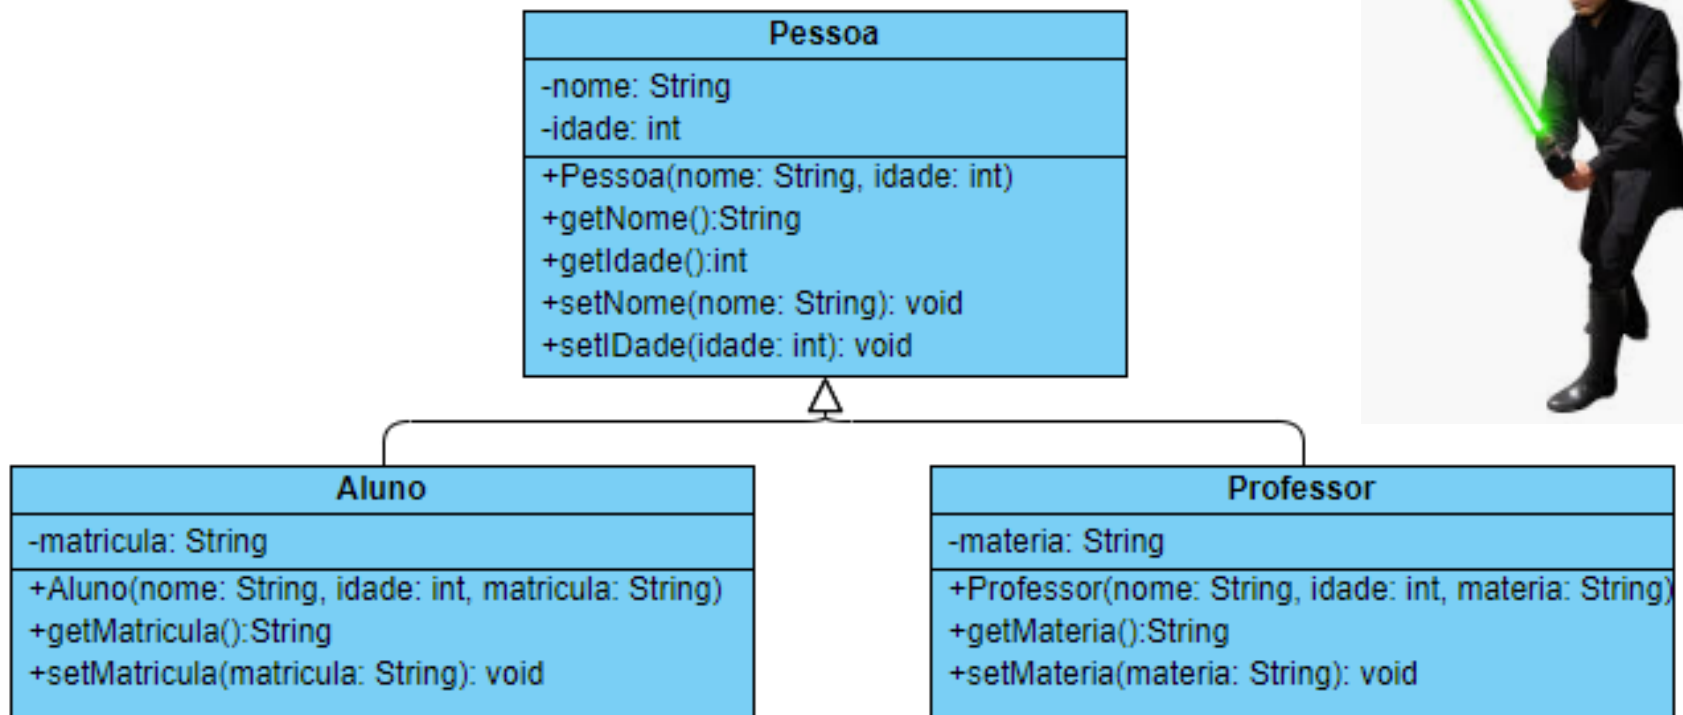 Pessoa
-nome: String
-idade: int
+Pessoa(nome: String, idade: int)
+getNome():String
+getIdade():int
+setNome(nome: String): void
+setIDade(idade: int): void
Aluno
-matricula: String
+Aluno(nome: String, idade: int, matricula: String)
+getMatricula():String
+setMatricula(matricula: String): void
Professor
-materia: String
+Professor(nome: String, idade: int, materia: String)
+getMateria():String
+setMateria(materia: String): void